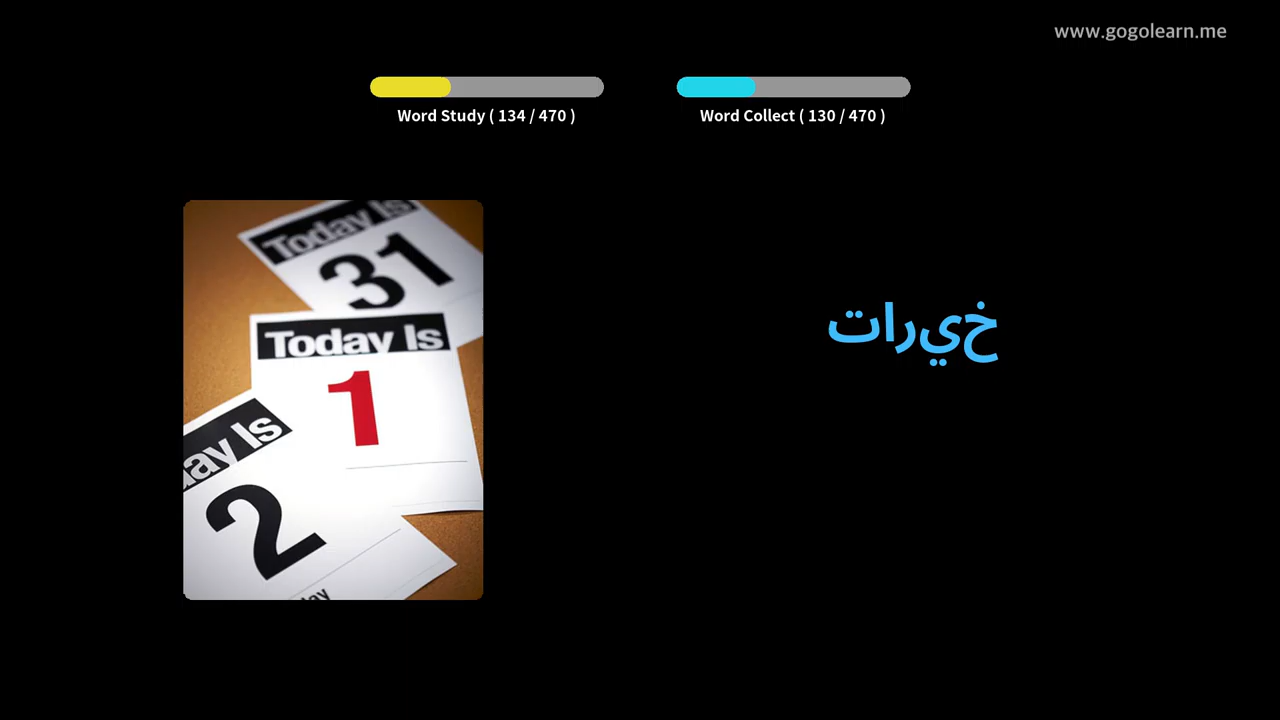 www.gogolearn.me
Word Study ( 134 / 470 )
Word Collect ( 130 / 470 )
Today Is
31
Today Is
1
ay Is
2
خيرات